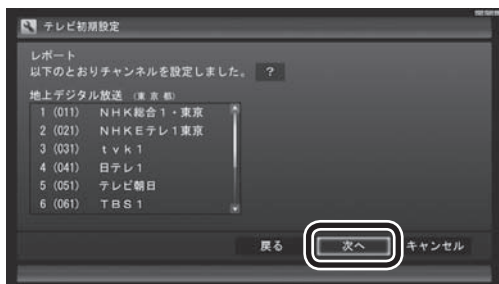 テレビ初期設定
レポート
以下のとおりチャンネルを設定しました。 ?
地上デジタル放送 (東京都)
1 (011) NHK総合1・東京
2 (021) NHKEテレ1東京
3 (031) tvk1
4 (041) 日テレ1
5 (051) テレビ朝日
6 (061) TBS1
戻る 次へ キャンセル